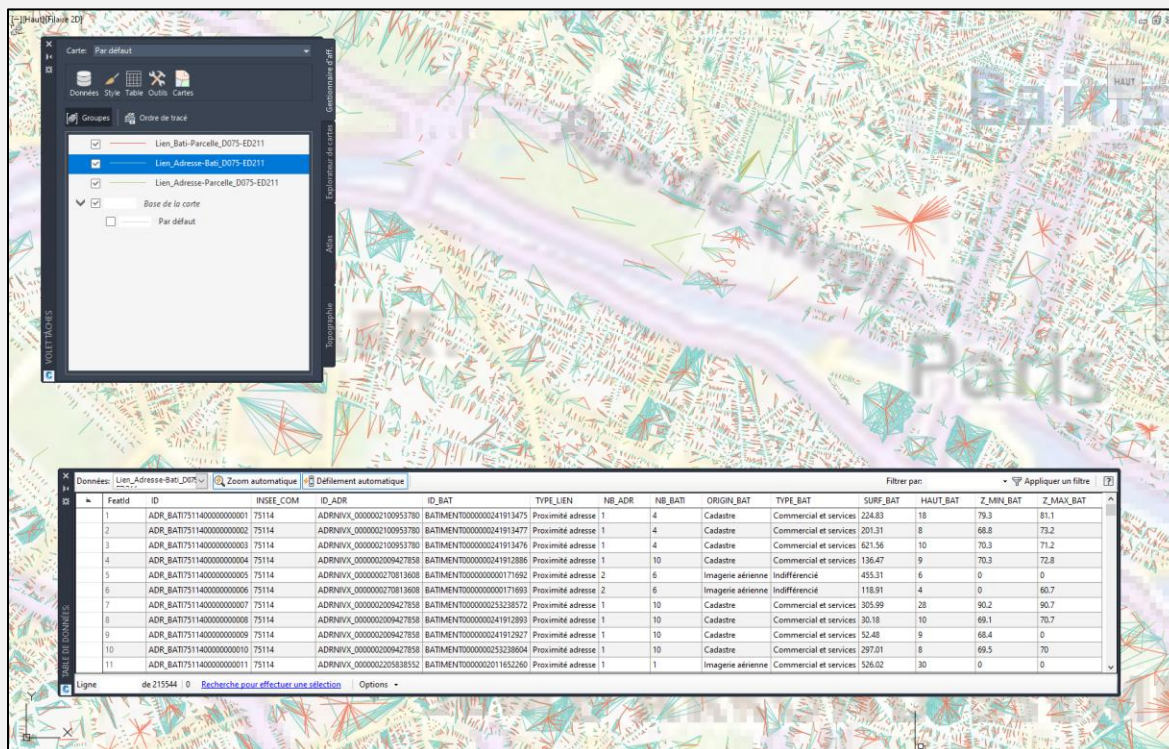 [−][Haut][Filaire 2D]
Carte: Par défaut
Données Style Table Outils Cartes
Groupes Ordre de tracé
Lien_Bati-Parcelle_D075-ED211
Lien_Adresse-Bati_D075-ED211
Lien_Adresse-Parcelle_D075-ED211
Base de la carte
Par défaut
Gestionnaire d'aff.
Explorateur de cartes
Atlas
Topographie
VOLET TÂCHES
HAUT
Paris
Données: Lien_Adresse-Bati_D075 Zoom automatique Défilement automatique Filtrer par: Appliquer un filtre
FeatId ID INSEE_COM ID_ADR ID_BAT TYPE_LIEN NB_ADR NB_BATI ORIGIN_BAT TYPE_BAT SURF_BAT HAUT_BAT Z_MIN_BAT Z_MAX_BAT
1 ADR_BATI7511400000000001 75114 ADRNIVX_0000002100953780 BATIMENT0000000241913475 Proximité adresse 1 4 Cadastre Commercial et services 224.83 18 79.3 81.1
2 ADR_BATI7511400000000002 75114 ADRNIVX_0000002100953780 BATIMENT0000000241913477 Proximité adresse 1 4 Cadastre Commercial et services 201.31 8 68.8 73.2
3 ADR_BATI7511400000000003 75114 ADRNIVX_0000002100953780 BATIMENT0000000241913476 Proximité adresse 1 4 Cadastre Commercial et services 621.56 10 70.3 71.2
4 ADR_BATI7511400000000004 75114 ADRNIVX_0000002009427858 BATIMENT0000000241912886 Proximité adresse 1 10 Cadastre Commercial et services 136.47 9 70.3 72.8
5 ADR_BATI7511400000000005 75114 ADRNIVX_0000000270813608 BATIMENT0000000000171692 Proximité adresse 2 6 Imagerie aérienne Indifférencié 455.31 6 0 0
6 ADR_BATI7511400000000006 75114 ADRNIVX_0000000270813608 BATIMENT0000000000171693 Proximité adresse 2 6 Imagerie aérienne Indifférencié 118.91 4 0 60.7
7 ADR_BATI7511400000000007 75114 ADRNIVX_0000002009427858 BATIMENT0000000253238572 Proximité adresse 1 10 Cadastre Commercial et services 305.99 28 90.2 90.7
8 ADR_BATI7511400000000008 75114 ADRNIVX_0000002009427858 BATIMENT0000000241912893 Proximité adresse 1 10 Cadastre Commercial et services 30.18 10 69.1 70.7
9 ADR_BATI7511400000000009 75114 ADRNIVX_0000002009427858 BATIMENT0000000241912927 Proximité adresse 1 10 Cadastre Commercial et services 52.48 9 68.4 0
10 ADR_BATI7511400000000010 75114 ADRNIVX_0000002009427858 BATIMENT0000000253238604 Proximité adresse 1 10 Cadastre Commercial et services 297.01 8 69.5 70
11 ADR_BATI7511400000000011 75114 ADRNIVX_0000002205838552 BATIMENT0000002011652260 Proximité adresse 1 1 Imagerie aérienne Commercial et services 526.02 30 0 0
TABLE DE DONNÉES:
Ligne de 215544 0 Recherche pour effectuer une sélection Options
Y
X